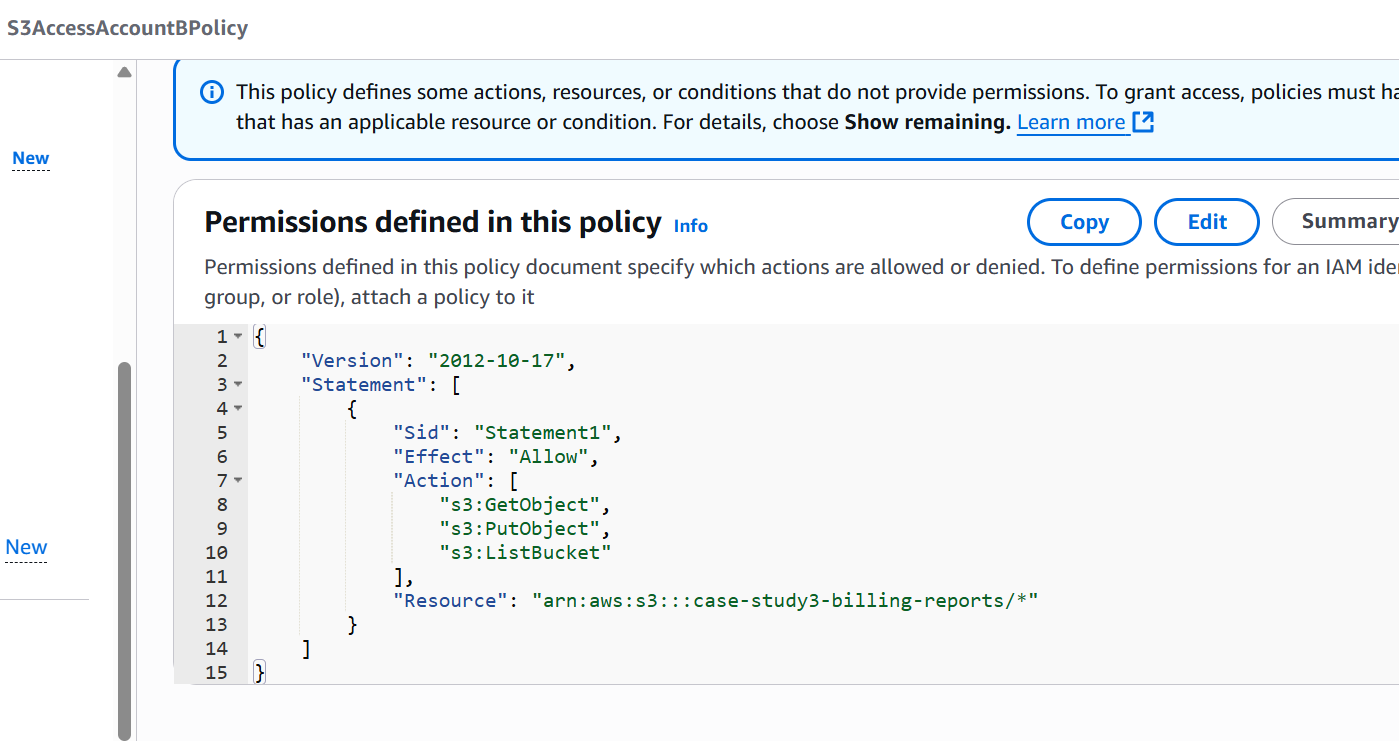 S3AccessAccountBPolicy
This policy defines some actions, resources, or conditions that do not provide permissions. To grant access, policies must
that has an applicable resource or condition. For details, choose Show remaining. Learn more
New
Permissions defined in this policy Info
Copy
Edit
Summary
Permissions defined in this policy document specify which actions are allowed or denied. To define permissions for an IAM
group, or role), attach a policy to it
1 {
2     "Version": "2012-10-17",
3     "Statement": [
4         {
5             "Sid": "Statement1",
6             "Effect": "Allow",
7             "Action": [
8                 "s3:GetObject",
9                 "s3:PutObject",
10                 "s3:ListBucket"
11             ],
12             "Resource": "arn:aws:s3:::case-study3-billing-reports/*"
13         }
14     ]
15 }
New